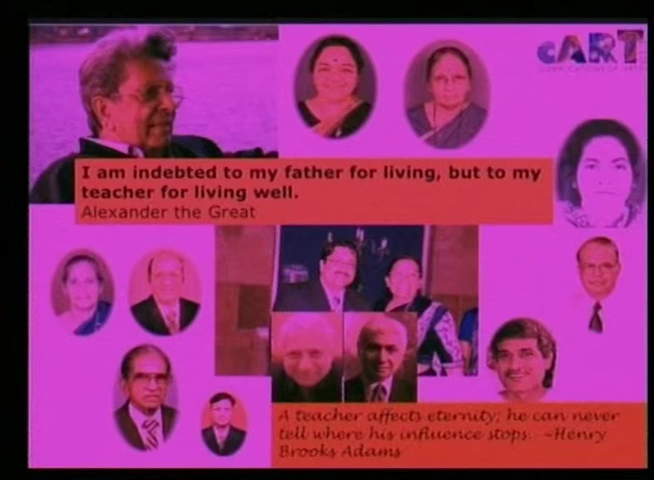 cART
I am indebted to my father for living, but to my
teacher for living well.
Alexander the Great
A teacher affects eternity; he can never
tell where his influence stops. ~Henry
Brooks Adams